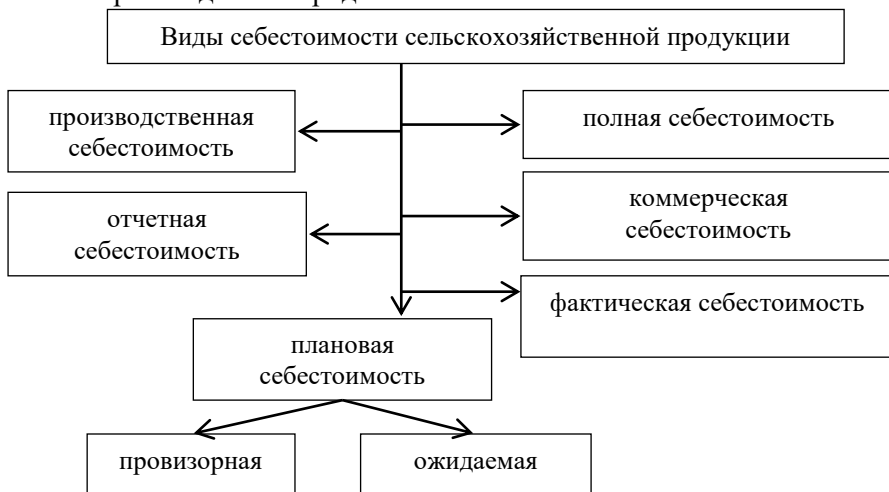 Виды себестоимости сельскохозяйственной продукции
производственная
себестоимость
полная себестоимость
отчетная
себестоимость
коммерческая
себестоимость
фактическая себестоимость
плановая
себестоимость
провизорная
ожидаемая